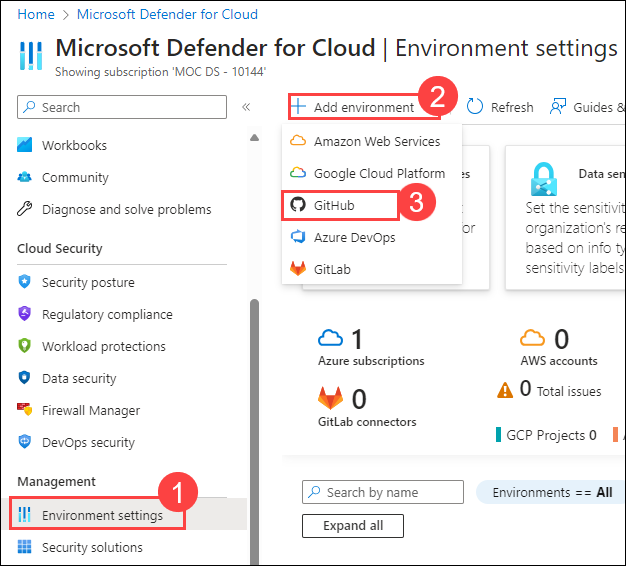 Home > Microsoft Defender for Cloud >
Microsoft Defender for Cloud | Environment settings
Showing subscription 'MOC DS - 10144'
Search «
Workbooks
Community
Diagnose and solve problems
Cloud Security
Security posture
Regulatory compliance
Workload protections
Data security
Firewall Manager
DevOps security
Management
1
Environment settings
Security solutions
2
Add environment Refresh Guides &
Amazon Web Services
Google Cloud Platform
GitHub 3
Azure DevOps
GitLab
es
for
Data sen
Set the sensitivity
organization's re
based on info ty
sensitivity labels
1
Azure subscriptions
0
AWS accounts
0
GitLab connectors
0 Total issues
GCP Projects 0
Search by name
Environments == All
Expand all